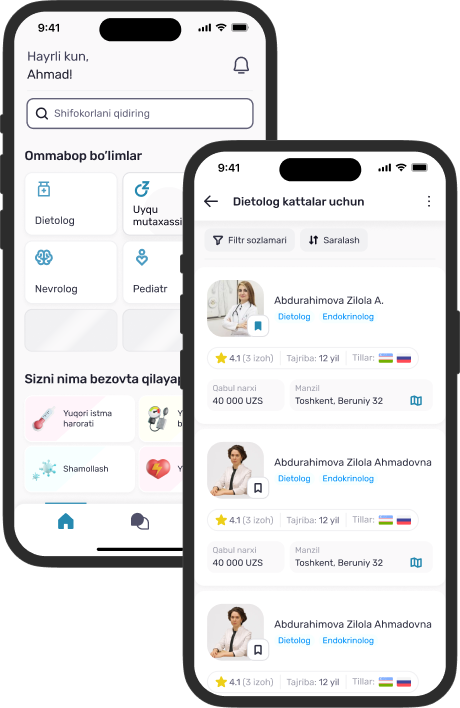 9:41
Hayrli kun,
Ahmad!
Shifokorlani qidiring
Ommabop bo'limlar
Dietolog
Uyqu
mutaxassi
Nevrolog
Pediatr
Sizni nima bezovta qilaya
Yuqori istma
harorati
Shamollash
9:41
Dietolog kattalar uchun
Filtr sozlamari
Saralash
Abdurahimova Zilola A.
Dietolog Endokrinolog
4.1 (3 izoh) Tajriba: 12 yil Tillar:
Qabul narxi Manzil
40 000 UZS Toshkent, Beruniy 32
Abdurahimova Zilola Ahmadovna
Dietolog Endokrinolog
4.1 (3 izoh) Tajriba: 12 yil Tillar:
Qabul narxi Manzil
40 000 UZS Toshkent, Beruniy 32
Abdurahimova Zilola Ahmadovna
Dietolog Endokrinolog
4.1 (3 izoh) Tajriba: 12 yil Tillar: